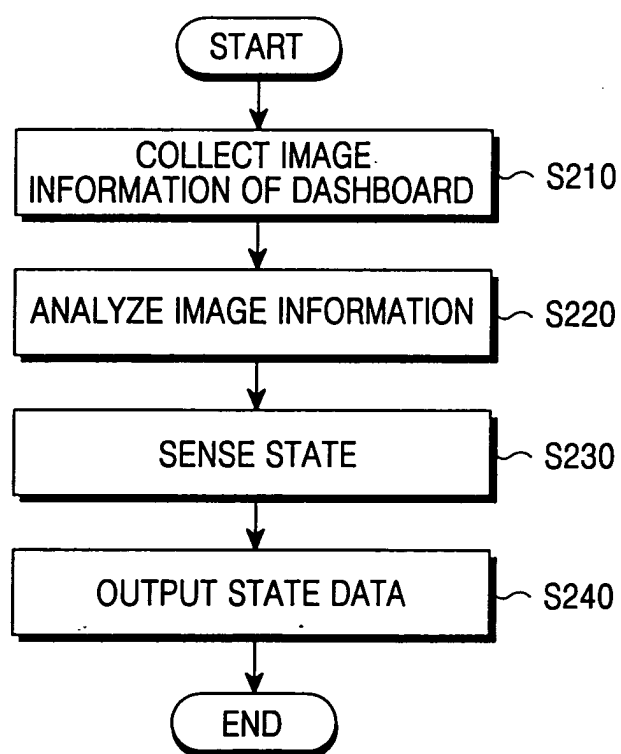 START
COLLECT IMAGE
INFORMATION OF DASHBOARD
S210
ANALYZE IMAGE INFORMATION
S220
SENSE STATE
S230
OUTPUT STATE DATA
S240
END